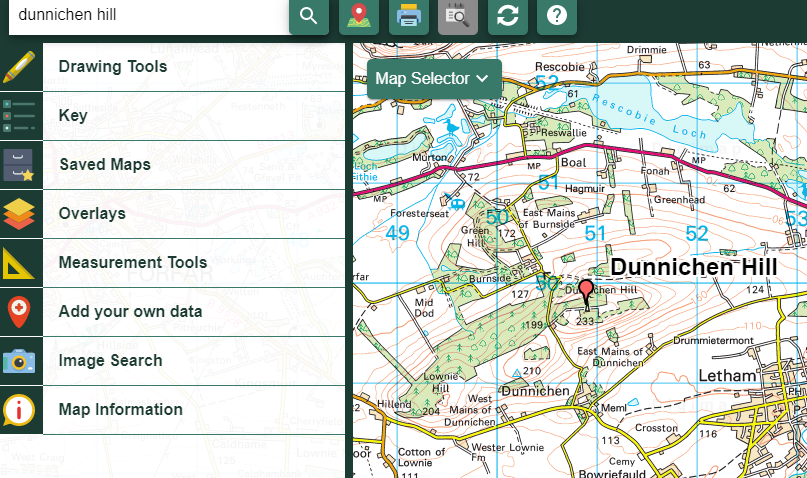 dunnichen hill
Drawing Tools
Key
Saved Maps
Overlays
Measurement Tools
Add your own data
Image Search
Map Information
Map Selector
Drimmie
63
Rescobie
52
61
Rescobie Loch
Reswallie
Murton
MP
Boal
MP
Fonah
72
51
Hagmuir
62
MP
Greenhead
Foresterseat
50
East Mains
of Burnside
53
49
Green
Hill
172
51
52
Dunnichen Hill
Burnside
50
Dunnichen Hill
127
124
Mid
Dod
199
233
Drummietermont
East Mains of
Dunnichen
210
Letham
Lownie
Hill
Dunnichen
Hillend
204
West
Mains of
Dunnichen
Meml
Crosston
116
113
Wester Lownie
Fm
Cotton of
Lownie
Cemy
Bowriefauld
111